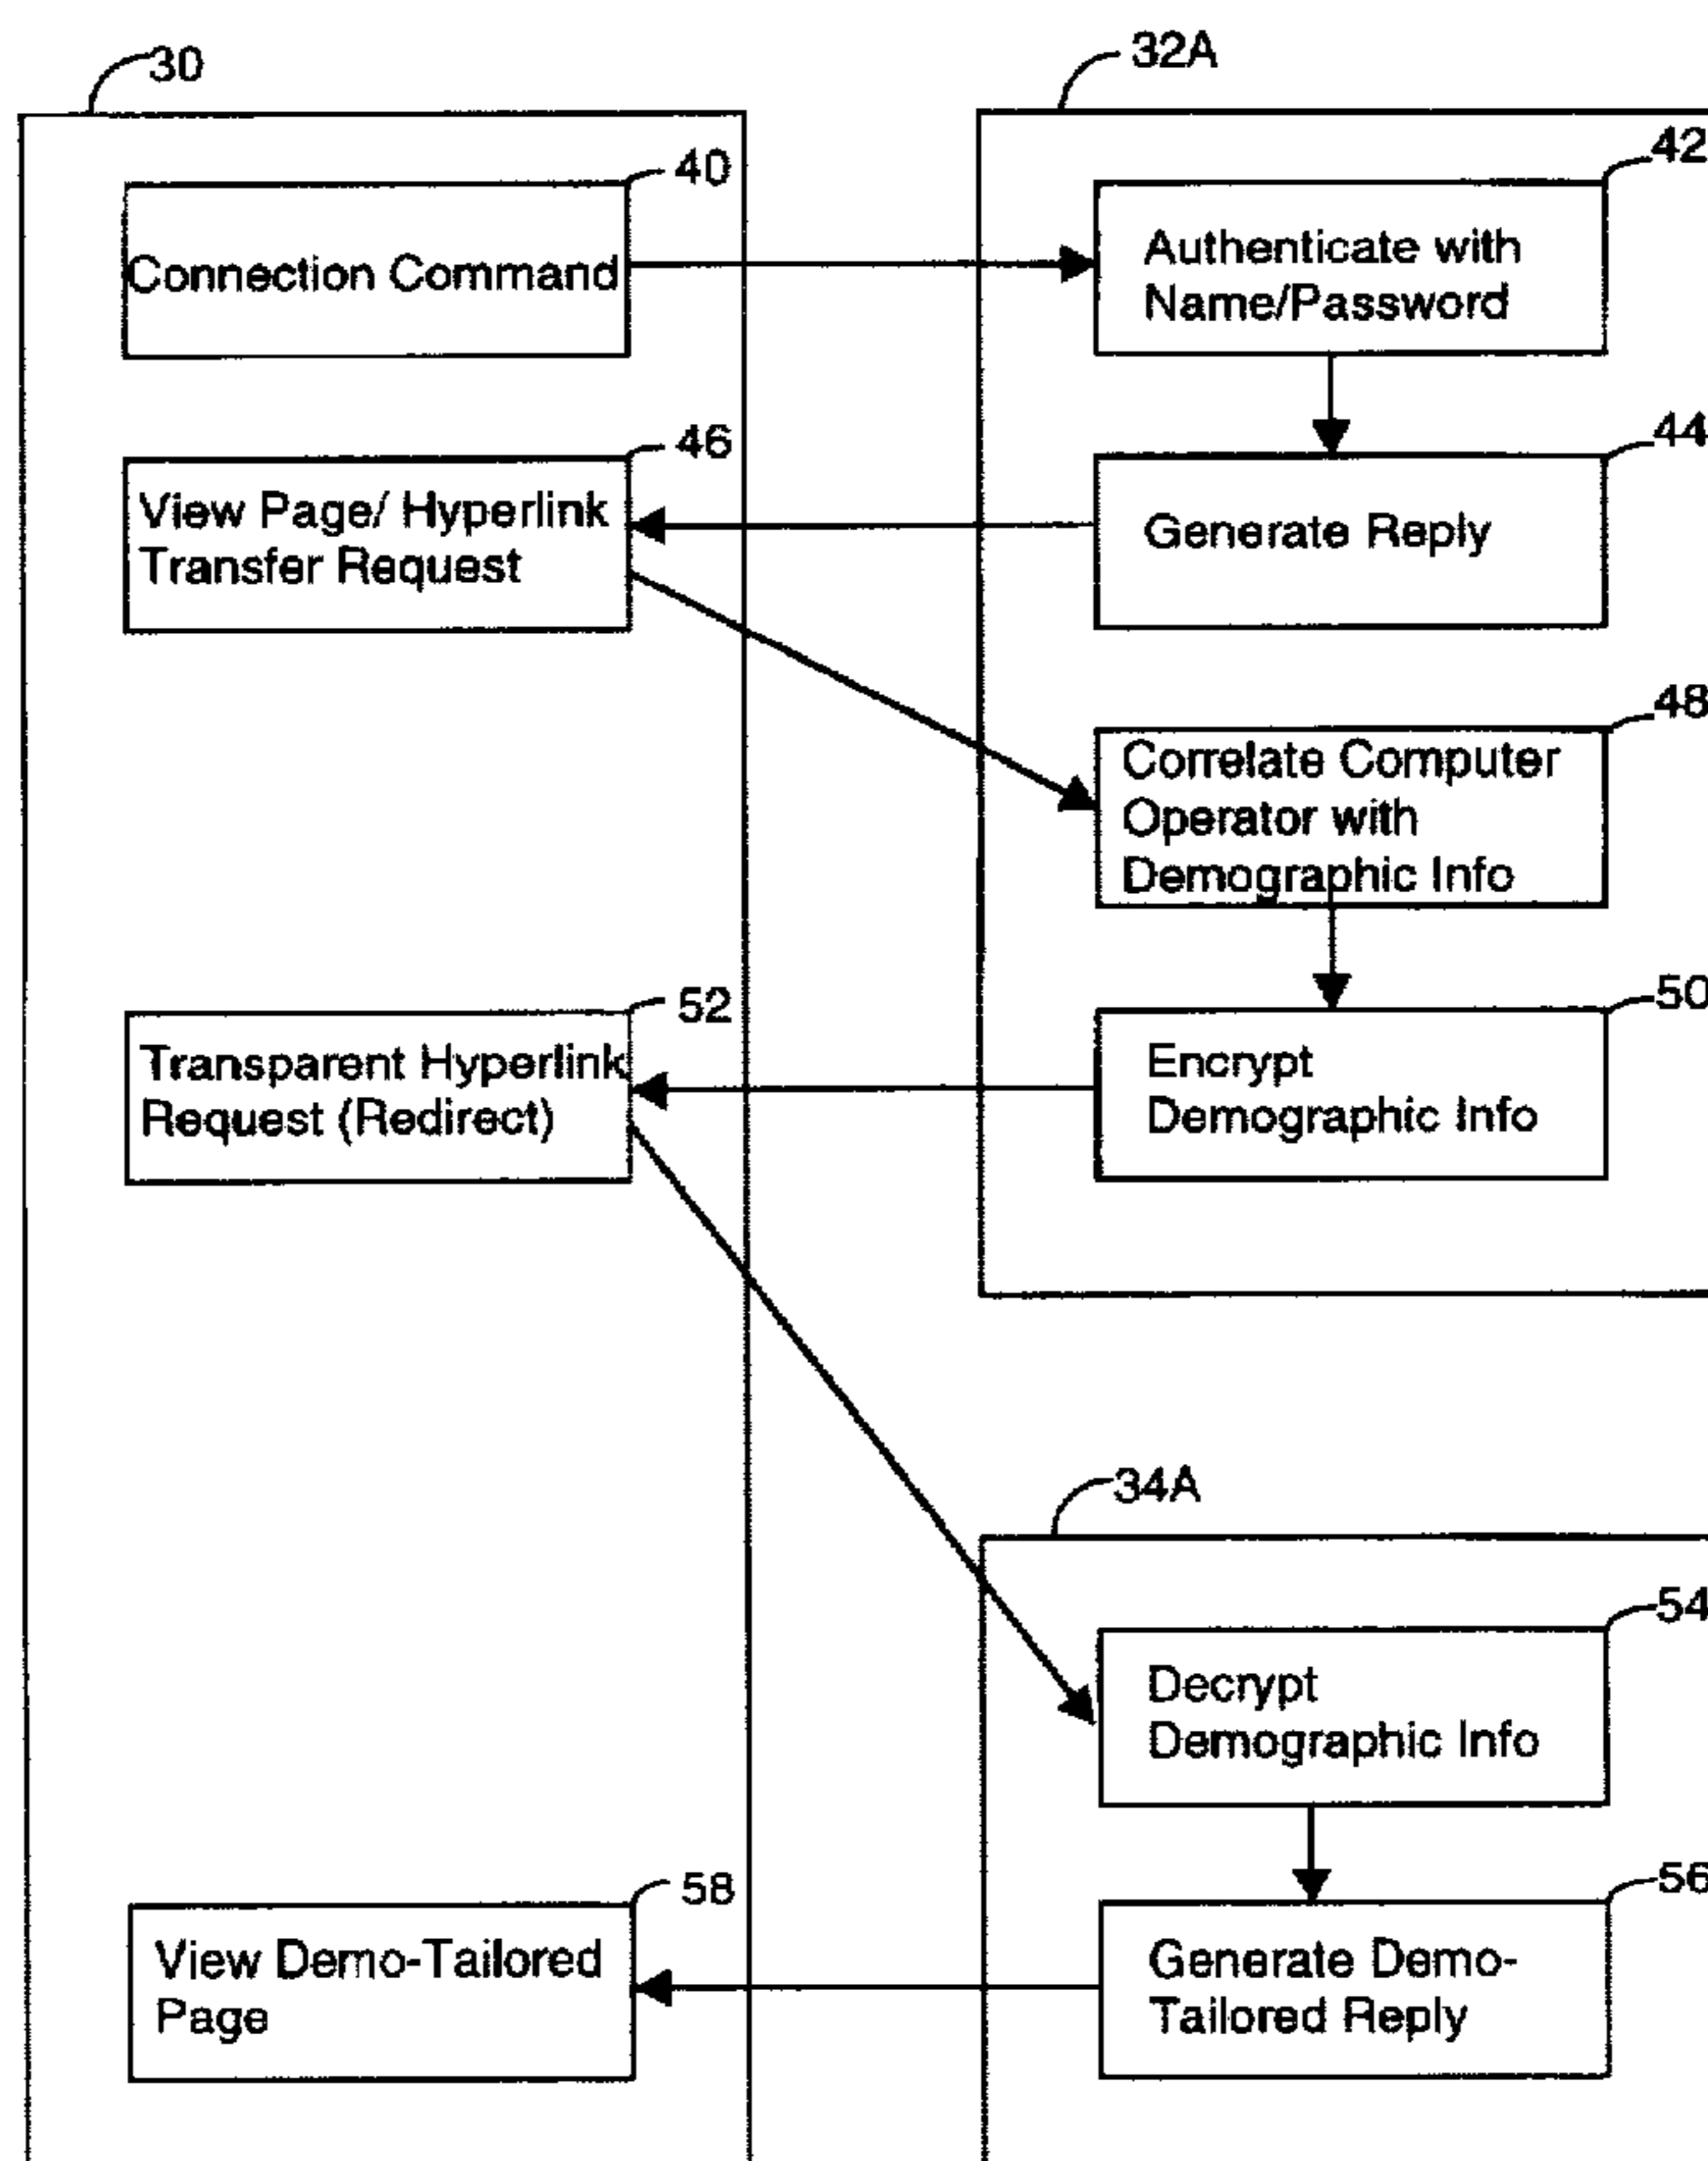 30
32A
40
Connection Command
42
Authenticate with
Name/Password
46
View Page/ Hyperlink
Transfer Request
44
Generate Reply
48
Correlate Computer
Operator with
Demographic Info
52
Transparent Hyperlink
Request (Redirect)
50
Encrypt
Demographic Info
34A
54
Decrypt
Demographic Info
58
View Demo-Tailored
Page
56
Generate Demo-
Tailored Reply